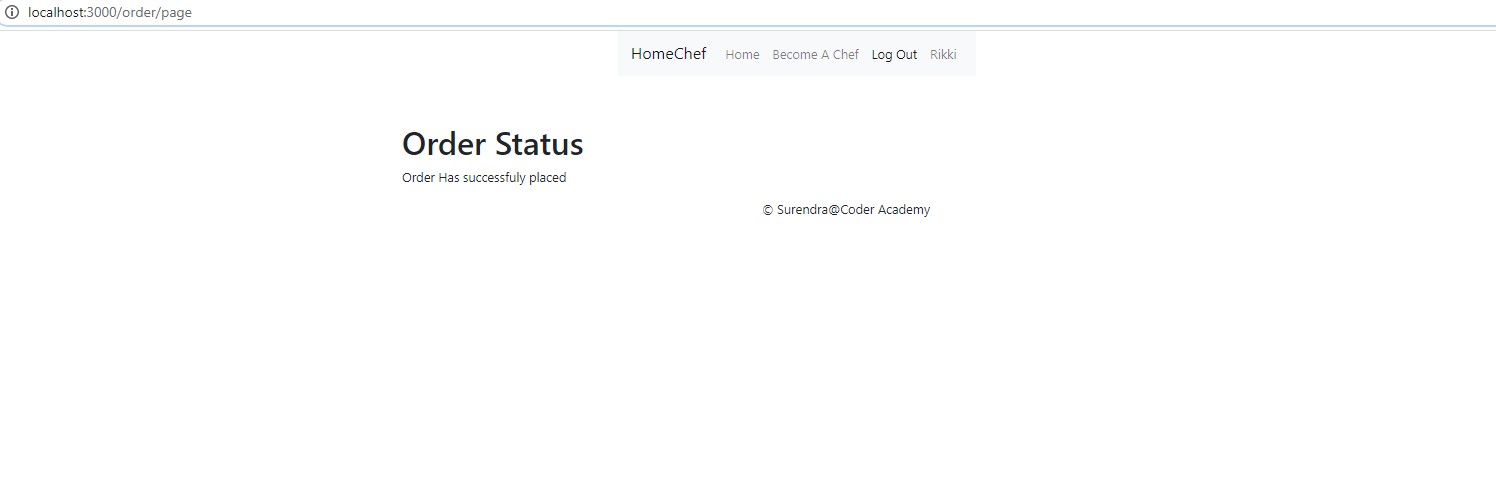 localhost:3000/order/page
HomeChef Home Become A Chef Log Out Rikki
Order Status
Order Has successfuly placed
© Surendra@Coder Academy